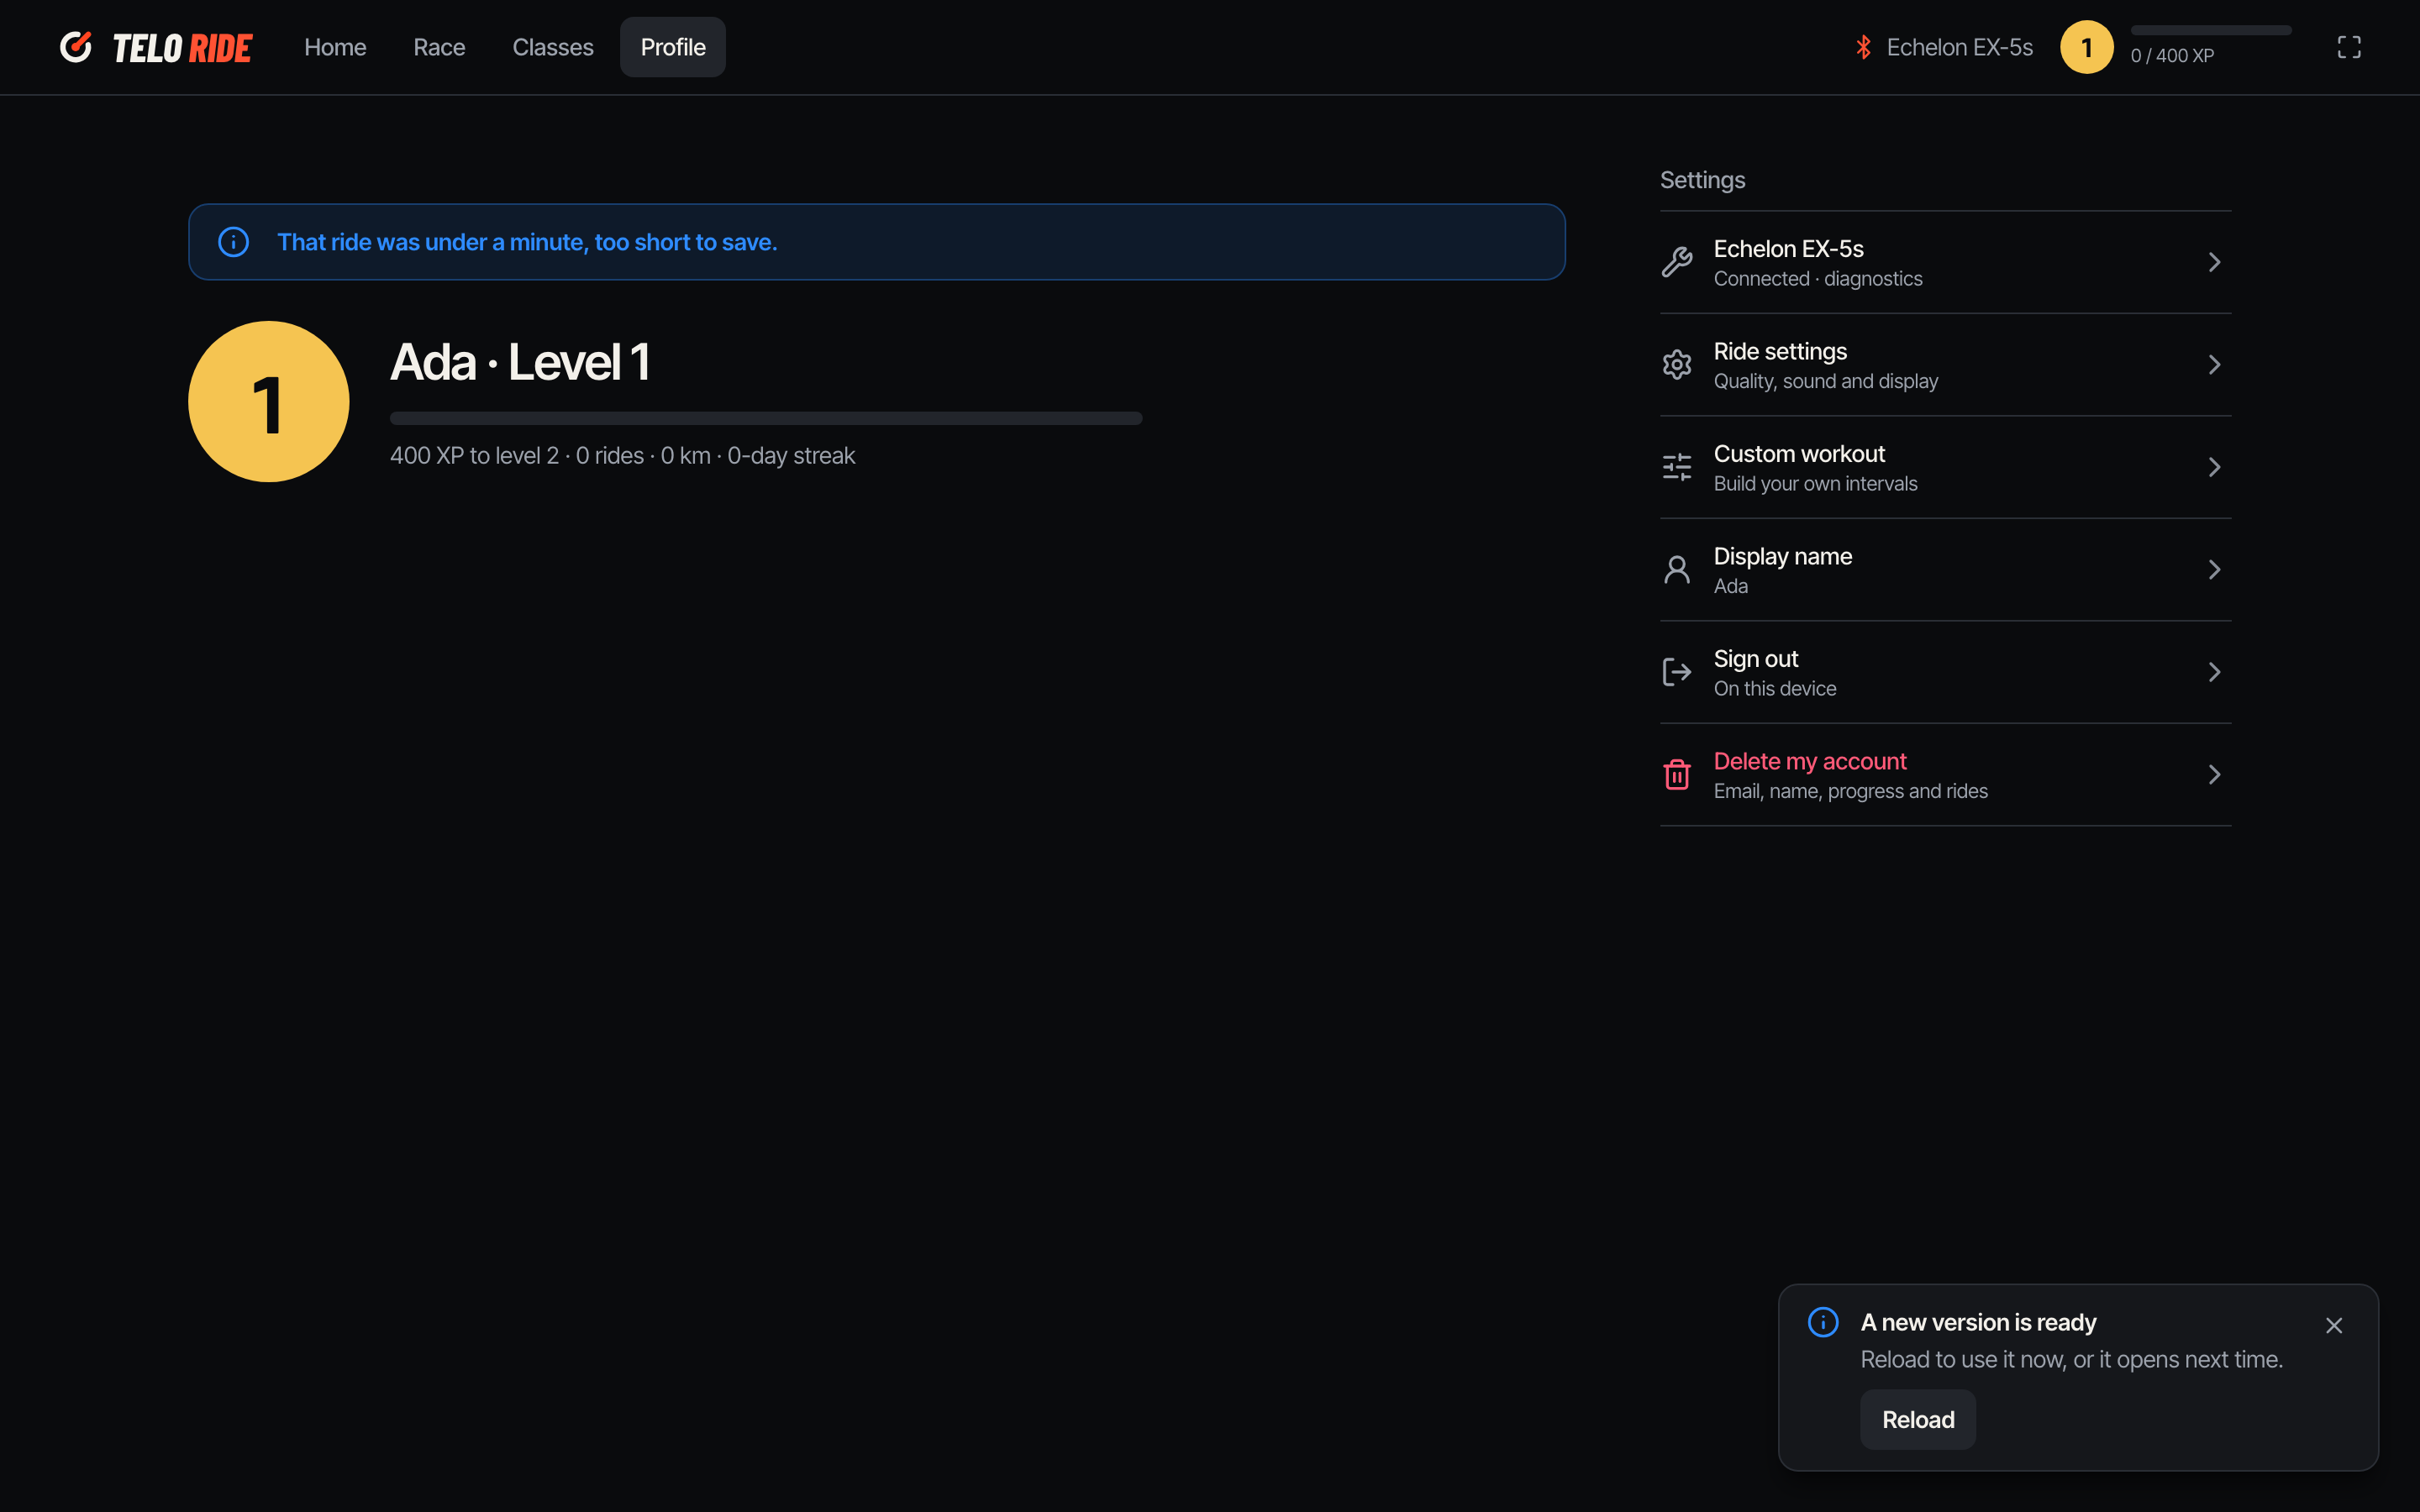 TELO RIDE
Home
Race
Classes
Profile
Echelon EX-5s
1
0 / 400 XP
That ride was under a minute, too short to save.
1
Ada · Level 1
400 XP to level 2 · 0 rides · 0 km · 0-day streak
Settings
Echelon EX-5s
Connected · diagnostics
Ride settings
Quality, sound and display
Custom workout
Build your own intervals
Display name
Ada
Sign out
On this device
Delete my account
Email, name, progress and rides
A new version is ready
Reload to use it now, or it opens next time.
Reload